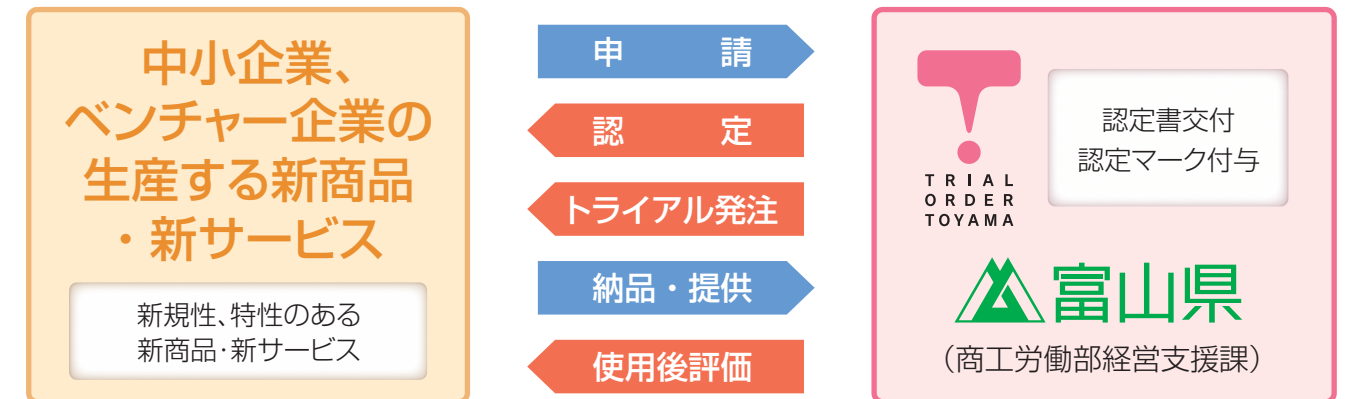 中小企業、
ベンチャー企業の
生産する新商品
・新サービス
新規性、特性のある
新商品・新サービス
申請
認定
トライアル発注
納品・提供
使用後評価
TRIAL
ORDER
TOYAMA
認定書交付
認定マーク付与
富山県
（商工労働部経営支援課）